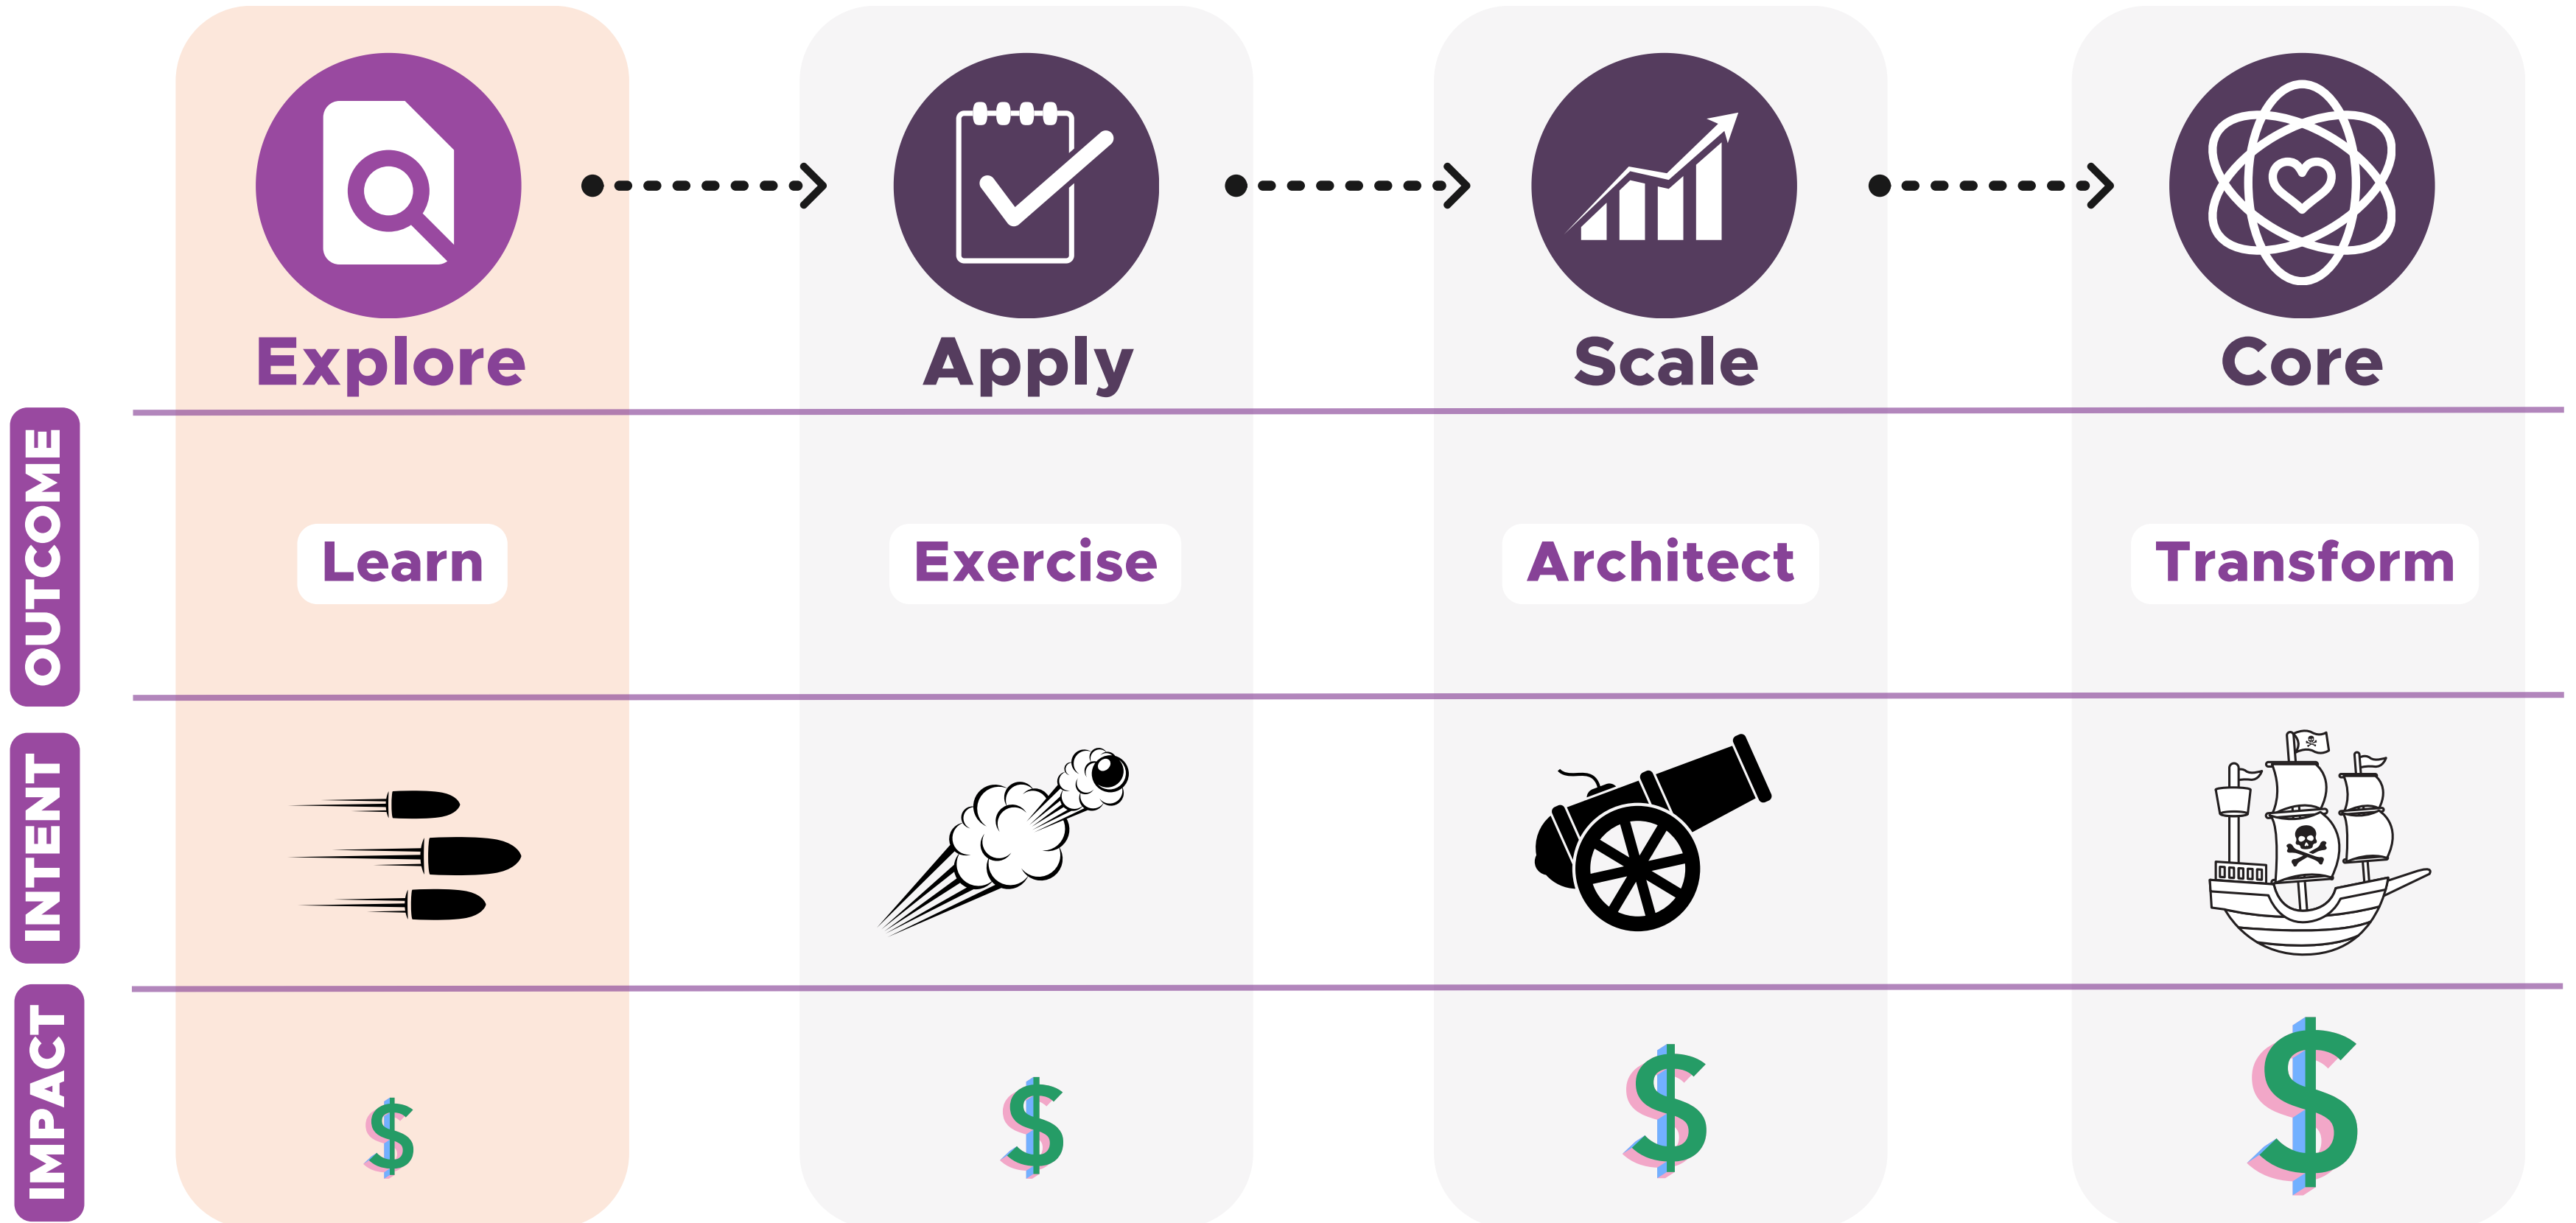 Explore
Apply
Scale
Core
OUTCOME
Learn
Exercise
Architect
Transform
INTENT
IMPACT
$
$
$
$